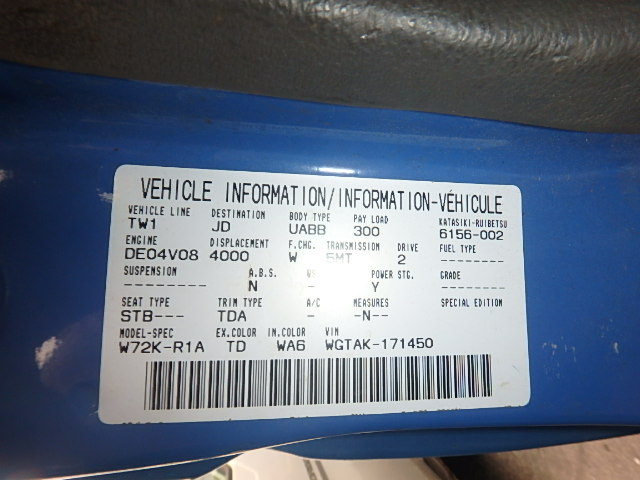 VEHICLE INFORMATION/INFORMATION-VÉHICULE
VEHICLE LINE DESTINATION BODY TYPE PAY LOAD KATASIKI-RUIBETSU
TW1 JD UABB 300 6156-002
ENGINE DISPLACEMENT F.CHG. TRANSMISSION DRIVE FUEL TYPE
DE04V08 4000 W 5MT 2 --------
SUSPENSION A.B.S. POWER STG. GRADE
-------- N Y --------
SEAT TYPE TRIM TYPE A/C MEASURES SPECIAL EDITION
STB--- TDA - -N--
MODEL-SPEC EX.COLOR IN.COLOR VIN
W72K-R1A TD WA6 WGTAK-171450